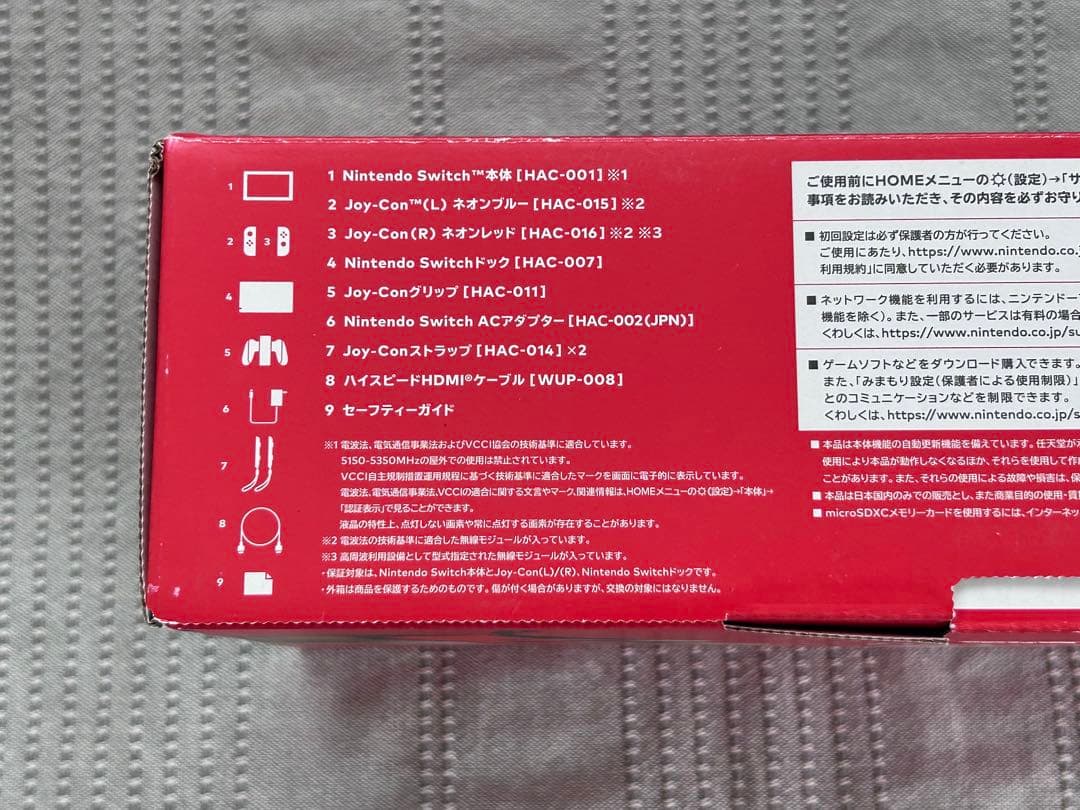 1 Nintendo Switch™本体 [HAC-001] ※1
2 Joy-Con™(L) ネオンブルー [HAC-015] ※2
3 Joy-Con(R) ネオンレッド [HAC-016] ※2 ※3
4 Nintendo Switchドック [HAC-007]
5 Joy-Conグリップ [HAC-011]
6 Nintendo Switch ACアダプター [HAC-002(JPN)]
7 Joy-Conストラップ [HAC-014] ×2
8 ハイスピードHDMI®ケーブル [WUP-008]
9 セーフティーガイド
1
2 3
4
5
6
7
8
9
※1 電波法、電気通信事業法およびVCCI協会の技術基準に適合しています。
5150-5350MHzの屋外での使用は禁止されています。
VCCI自主規制措置運用規程に基づく技術基準に適合したマークを画面に電子的に表示しています。
電波法、電気通信事業法、VCCIの適合に関する文言やマーク、関連情報は、HOMEメニューの(設定)→「本体」→
「認証表示」で見ることができます。
液晶の特性上、点灯しない画素や常に点灯する画素が存在することがあります。
※2 電波法の技術基準に適合した無線モジュールが入っています。
※3 高周波利用設備として型式指定された無線モジュールが入っています。
・保証対象は、Nintendo Switch本体とJoy-Con(L)/(R)、Nintendo Switchドックです。
・外箱は商品を保護するためのものです。傷が付く場合がありますが、交換の対象にはなりません。
ご使用前にHOMEメニューの(設定)→「サ
事項をお読みいただき、その内容を必ずお守り
■ 初回設定は必ず保護者の方が行ってください。
ご使用にあたり、https://www.nintendo.co.j
利用規約」に同意していただく必要があります。
■ ネットワーク機能を利用するには、ニンテンドー
機能を除く)。また、一部のサービスは有料の場合
くわしくは、https://www.nintendo.co.jp/su
■ ゲームソフトなどをダウンロード購入できます。
また、「みまもり設定(保護者による使用制限)」
とのコミュニケーションなどを制限できます。
くわしくは、https://www.nintendo.co.jp/s
■ 本品は本体機能の自動更新機能を備えています。任天堂が
使用により本品が動作しなくなるほか、それらを使用して作
ことがあります。また、それらの使用による故障や損害は、保
■ 本品は日本国内のみでの販売とし、また商業目的の使用・
■ microSDXCメモリーカードを使用するには、インターネッ